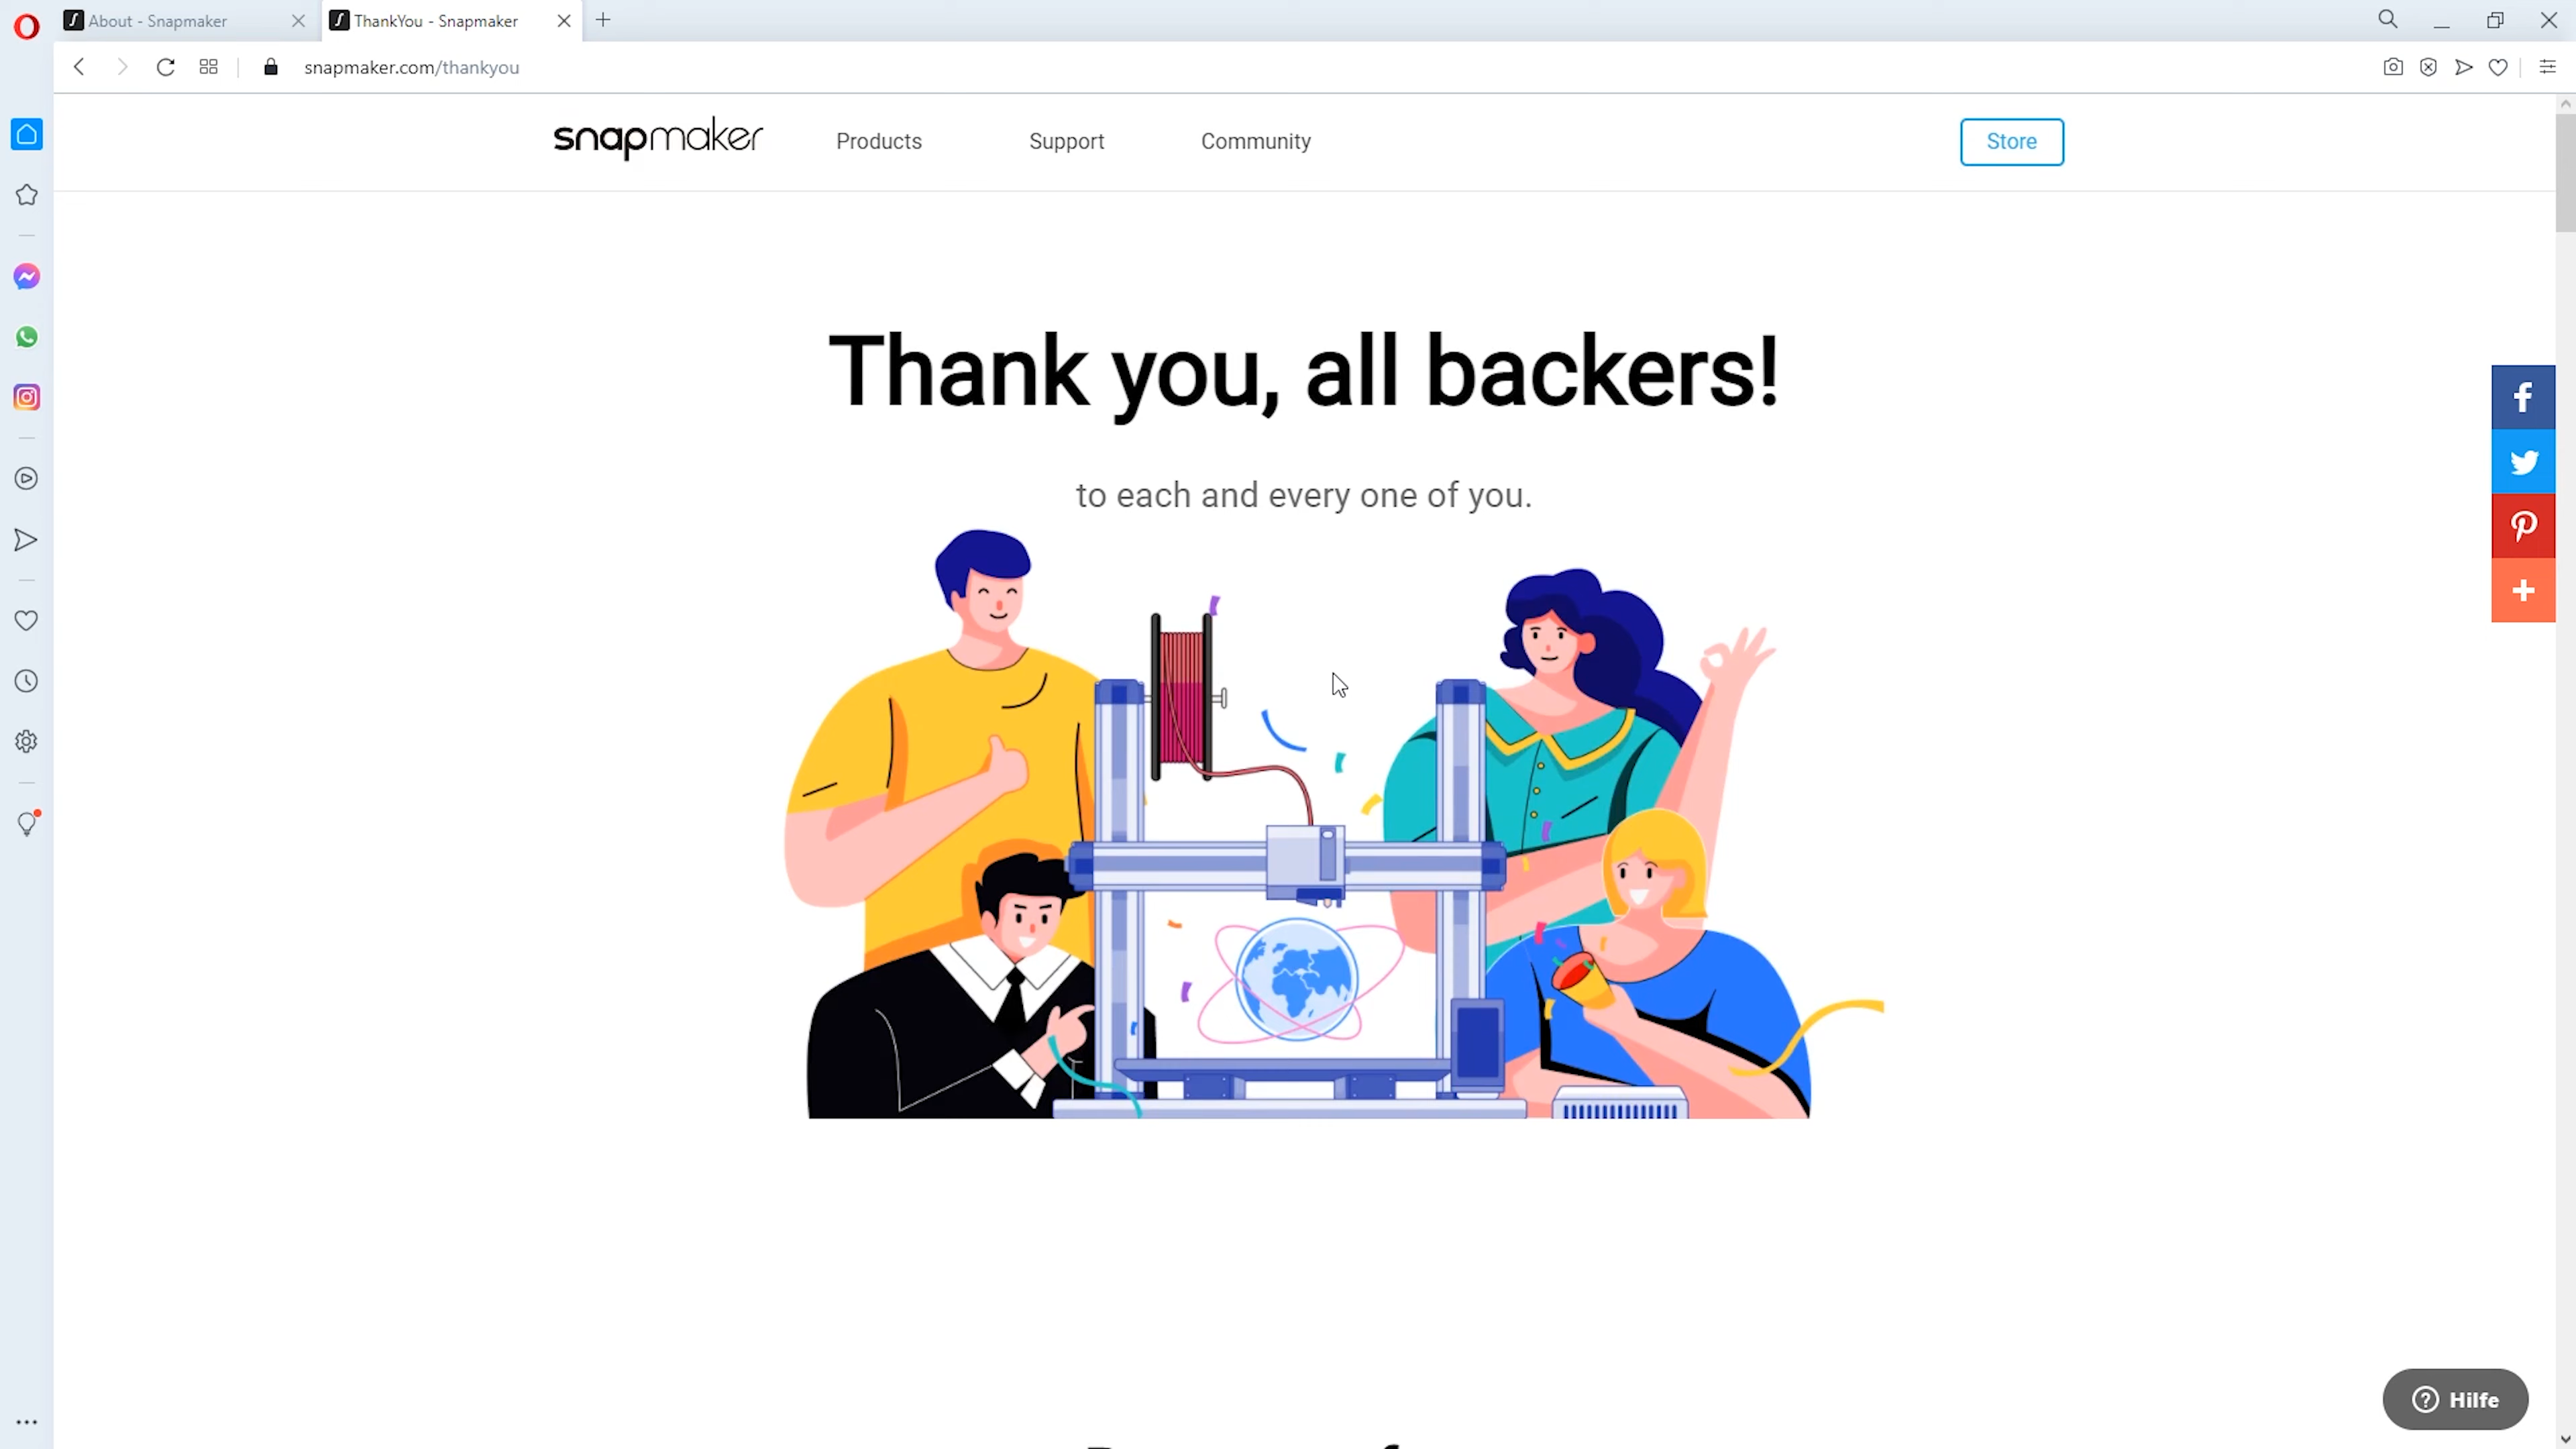 About - Snapmaker
ThankYou - Snapmaker
snapmaker.com/thankyou
snapmaker
Products
Support
Community
Store
Thank you, all backers!
to each and every one of you.
Hilfe